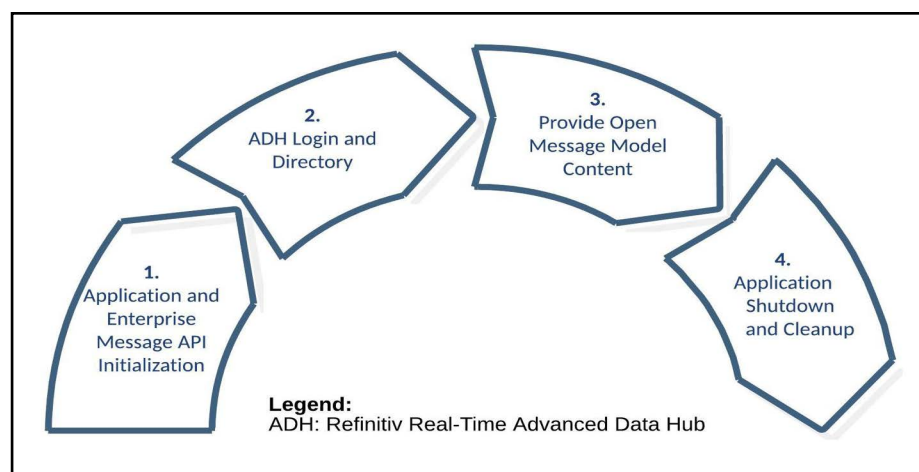 1.
Application and
Enterprise
Message API
Initialization
2.
ADH Login and
Directory
3.
Provide Open
Message Model
Content
4.
Application
Shutdown
and Cleanup
Legend:
ADH: Refinitiv Real-Time Advanced Data Hub